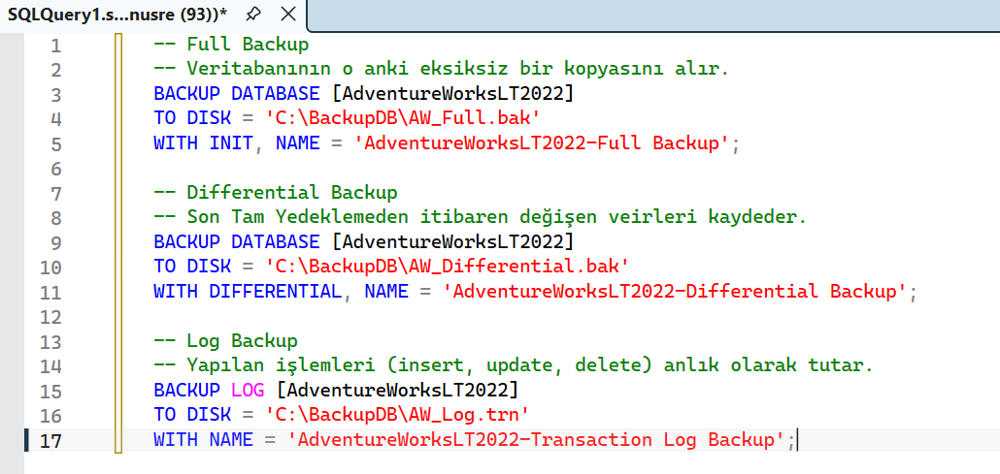 SQLQuery1.s...nusre (93))*
1 -- Full Backup
2 -- Veritabanının o anki eksiksiz bir kopyasını alır.
3 BACKUP DATABASE [AdventureWorksLT2022]
4 TO DISK = 'C:\BackupDB\AW_Full.bak'
5 WITH INIT, NAME = 'AdventureWorksLT2022-Full Backup';
6
7 -- Differential Backup
8 -- Son Tam Yedeklemeden itibaren değişen veirleri kaydeder.
9 BACKUP DATABASE [AdventureWorksLT2022]
10 TO DISK = 'C:\BackupDB\AW_Differential.bak'
11 WITH DIFFERENTIAL, NAME = 'AdventureWorksLT2022-Differential Backup';
12
13 -- Log Backup
14 -- Yapılan işlemleri (insert, update, delete) anlık olarak tutar.
15 BACKUP LOG [AdventureWorksLT2022]
16 TO DISK = 'C:\BackupDB\AW_Log.trn'
17 WITH NAME = 'AdventureWorksLT2022-Transaction Log Backup';